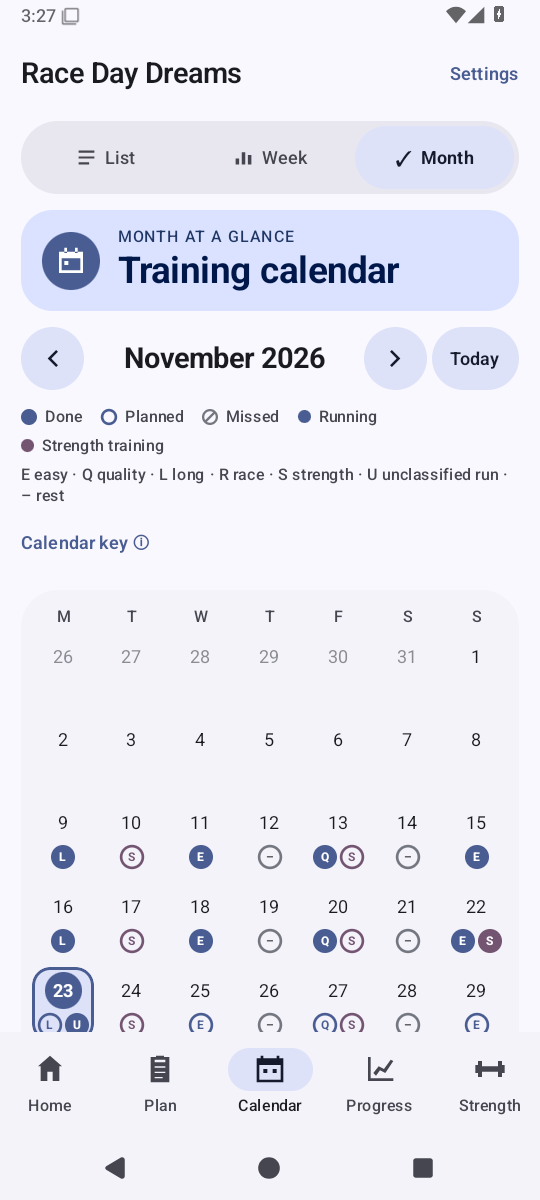 3:27
Race Day Dreams
Settings
List
Week
✓ Month
MONTH AT A GLANCE
Training calendar
November 2026
Today
Done
Planned
Missed
Running
Strength training
E easy · Q quality · L long · R race · S strength · U unclassified run ·
– rest
Calendar key ⓘ
M T W T F S S
26 27 28 29 30 31 1
2 3 4 5 6 7 8
9 10 11 12 13 14 15
L S E – Q S – E
16 17 18 19 20 21 22
L S E – Q S – E S
23 24 25 26 27 28 29
L U S E – Q S – E
Home
Plan
Calendar
Progress
Strength